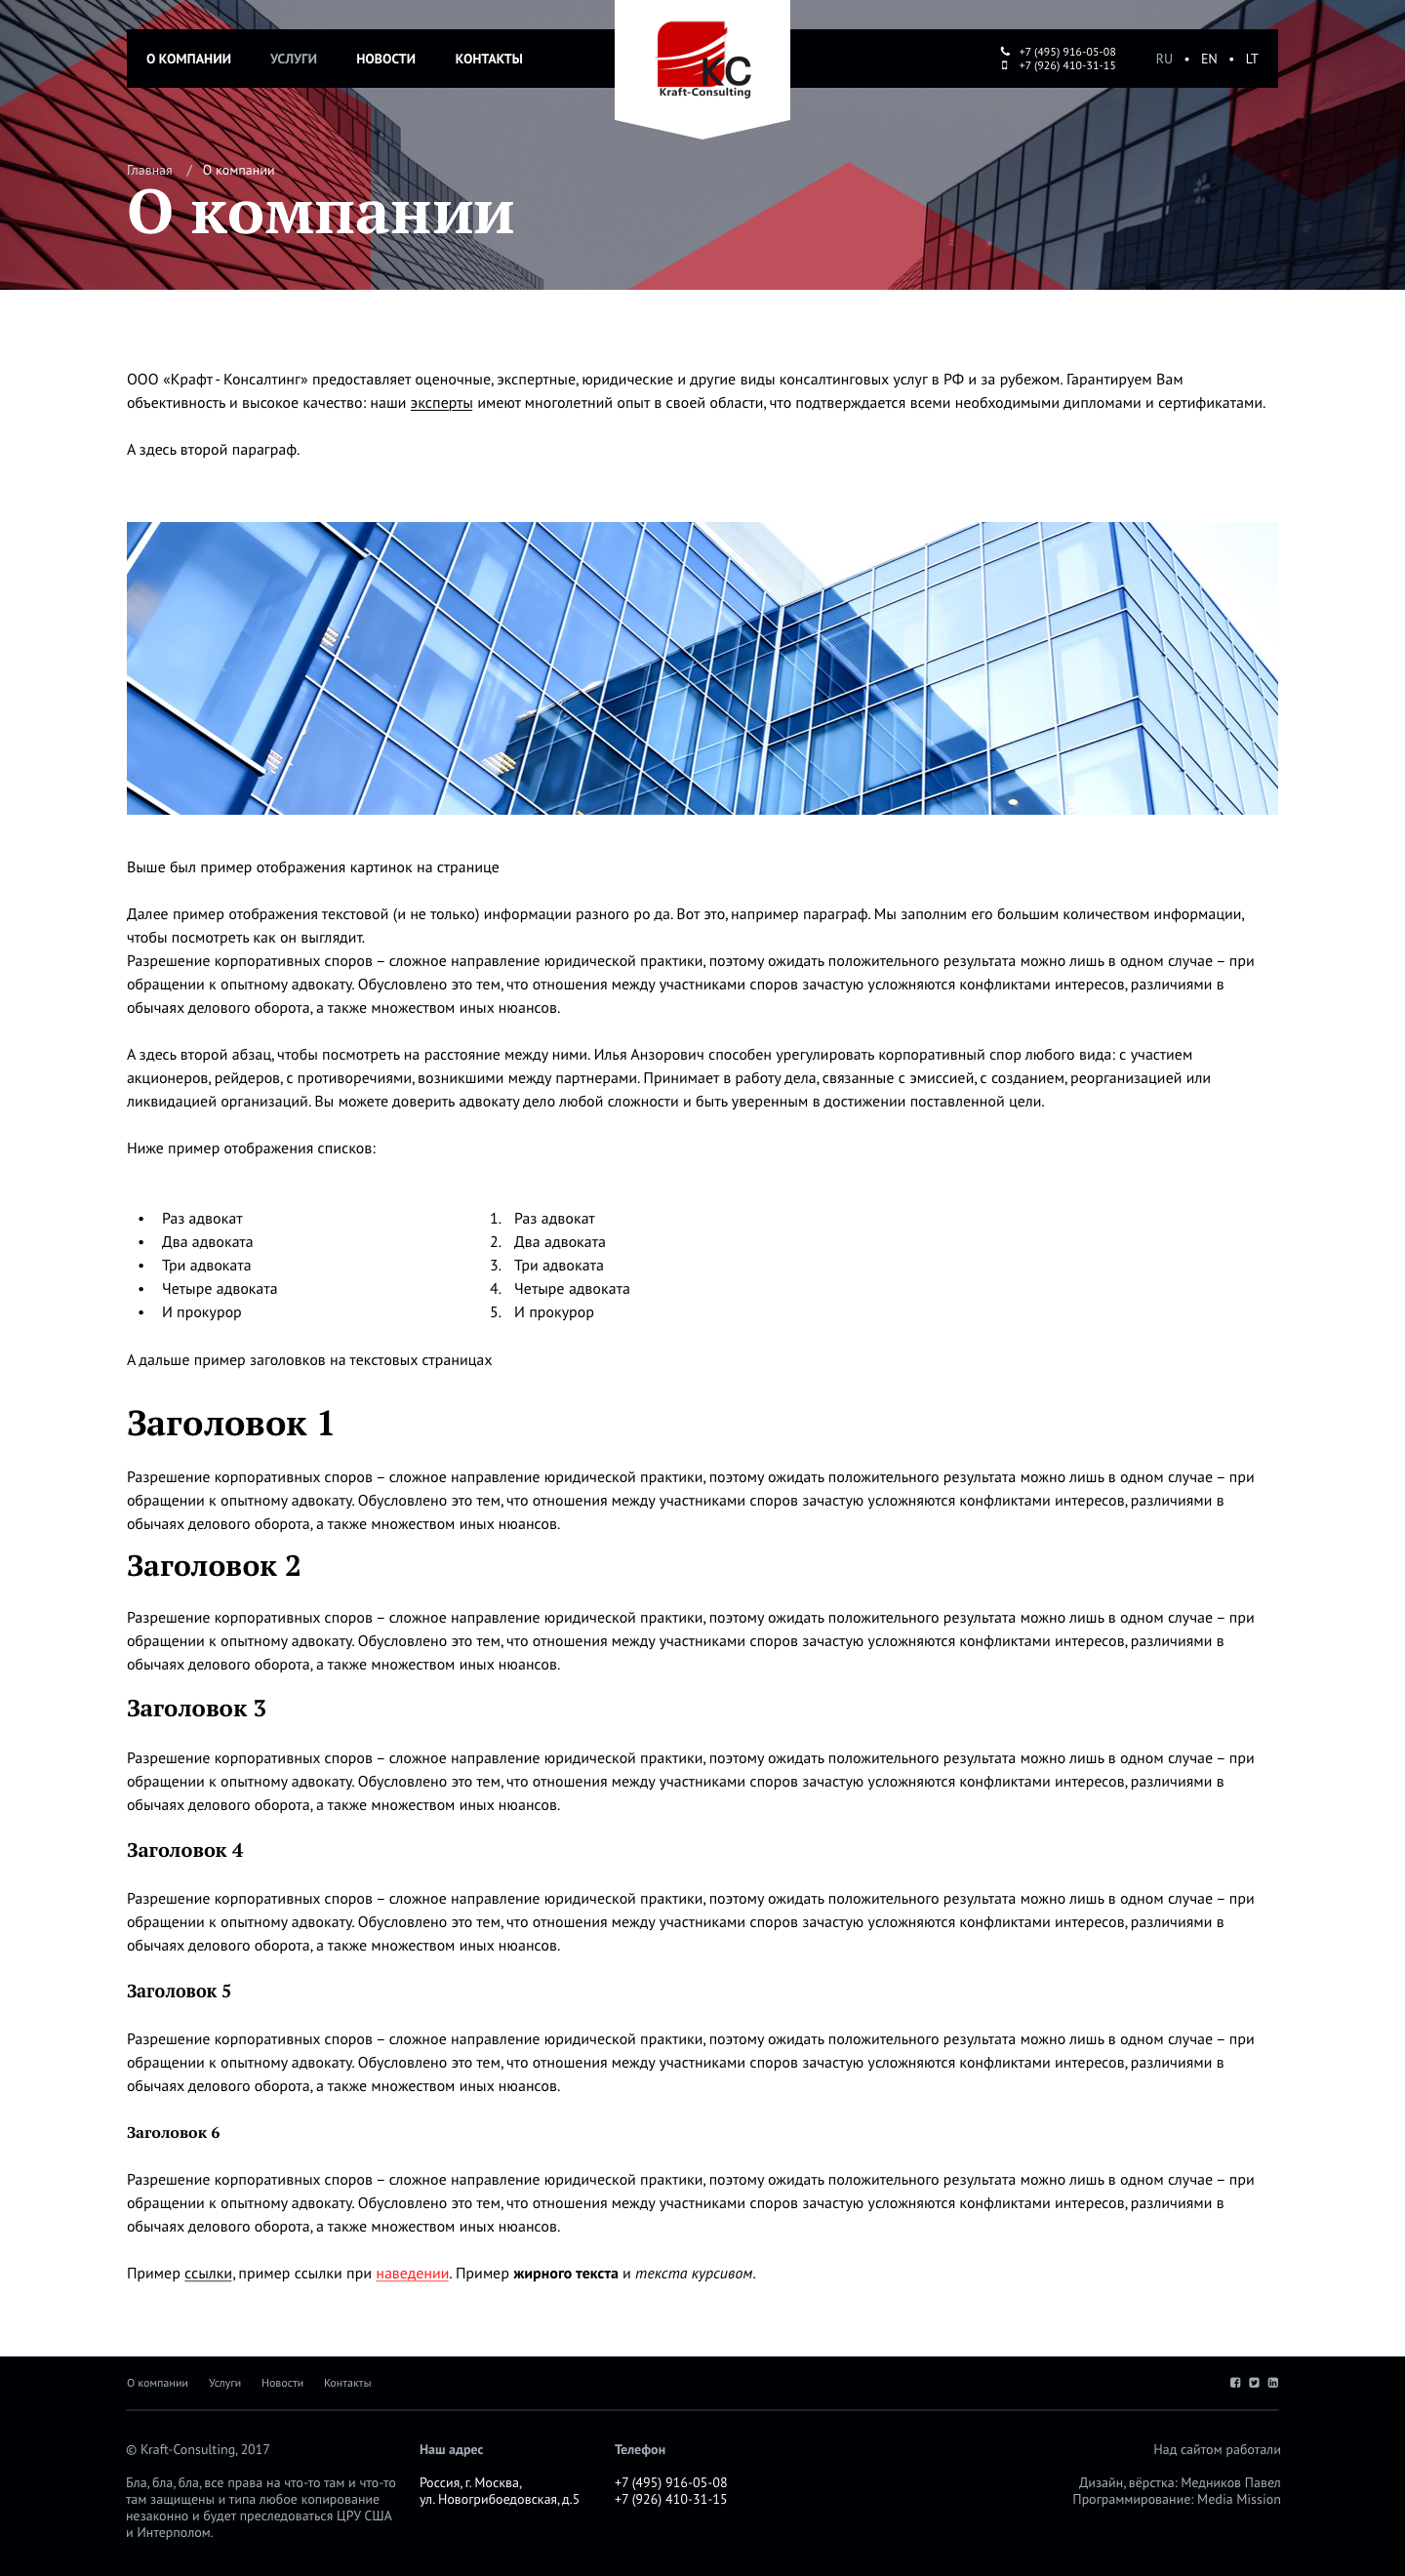 О КОМПАНИИ УСЛУГИ НОВОСТИ КОНТАКТЫ
КС
Kraft-Consulting
+7 (495) 916-05-08
+7 (926) 410-31-15
RU • EN • LT
Главная / О компании
О компании
ООО «Крафт - Консалтинг» предоставляет оценочные, экспертные, юридические и другие виды консалтинговых услуг в РФ и за рубежом. Гарантируем Вам
объективность и высокое качество: наши эксперты имеют многолетний опыт в своей области, что подтверждается всеми необходимыми дипломами и сертификатами.
А здесь второй параграф.
Выше был пример отображения картинок на странице
Далее пример отображения текстовой (и не только) информации разного ро да. Вот это, например параграф. Мы заполним его большим количеством информации,
чтобы посмотреть как он выглядит.
Разрешение корпоративных споров – сложное направление юридической практики, поэтому ожидать положительного результата можно лишь в одном случае – при
обращении к опытному адвокату. Обусловлено это тем, что отношения между участниками споров зачастую усложняются конфликтами интересов, различиями в
обычаях делового оборота, а также множеством иных нюансов.
А здесь второй абзац, чтобы посмотреть на расстояние между ними. Илья Анзорович способен урегулировать корпоративный спор любого вида: с участием
акционеров, рейдеров, с противоречиями, возникшими между партнерами. Принимает в работу дела, связанные с эмиссией, с созданием, реорганизацией или
ликвидацией организаций. Вы можете доверить адвокату дело любой сложности и быть уверенным в достижении поставленной цели.
Ниже пример отображения списков:
• Раз адвокат
• Два адвоката
• Три адвоката
• Четыре адвоката
• И прокурор
1. Раз адвокат
2. Два адвоката
3. Три адвоката
4. Четыре адвоката
5. И прокурор
А дальше пример заголовков на текстовых страницах
Заголовок 1
Разрешение корпоративных споров – сложное направление юридической практики, поэтому ожидать положительного результата можно лишь в одном случае – при
обращении к опытному адвокату. Обусловлено это тем, что отношения между участниками споров зачастую усложняются конфликтами интересов, различиями в
обычаях делового оборота, а также множеством иных нюансов.
Заголовок 2
Разрешение корпоративных споров – сложное направление юридической практики, поэтому ожидать положительного результата можно лишь в одном случае – при
обращении к опытному адвокату. Обусловлено это тем, что отношения между участниками споров зачастую усложняются конфликтами интересов, различиями в
обычаях делового оборота, а также множеством иных нюансов.
Заголовок 3
Разрешение корпоративных споров – сложное направление юридической практики, поэтому ожидать положительного результата можно лишь в одном случае – при
обращении к опытному адвокату. Обусловлено это тем, что отношения между участниками споров зачастую усложняются конфликтами интересов, различиями в
обычаях делового оборота, а также множеством иных нюансов.
Заголовок 4
Разрешение корпоративных споров – сложное направление юридической практики, поэтому ожидать положительного результата можно лишь в одном случае – при
обращении к опытному адвокату. Обусловлено это тем, что отношения между участниками споров зачастую усложняются конфликтами интересов, различиями в
обычаях делового оборота, а также множеством иных нюансов.
Заголовок 5
Разрешение корпоративных споров – сложное направление юридической практики, поэтому ожидать положительного результата можно лишь в одном случае – при
обращении к опытному адвокату. Обусловлено это тем, что отношения между участниками споров зачастую усложняются конфликтами интересов, различиями в
обычаях делового оборота, а также множеством иных нюансов.
Заголовок 6
Разрешение корпоративных споров – сложное направление юридической практики, поэтому ожидать положительного результата можно лишь в одном случае – при
обращении к опытному адвокату. Обусловлено это тем, что отношения между участниками споров зачастую усложняются конфликтами интересов, различиями в
обычаях делового оборота, а также множеством иных нюансов.
Пример ссылки, пример ссылки при наведении. Пример жирного текста и текста курсивом.
О компании Услуги Новости Контакты
© Kraft-Consulting, 2017
Бла, бла, бла, все права на что-то там и что-то
там защищены и типа любое копирование
незаконно и будет преследоваться ЦРУ США
и Интерполом.
Наш адрес
Россия, г. Москва,
ул. Новогрибоедовская, д.5
Телефон
+7 (495) 916-05-08
+7 (926) 410-31-15
Над сайтом работали
Дизайн, вёрстка: Медников Павел
Программирование: Media Mission